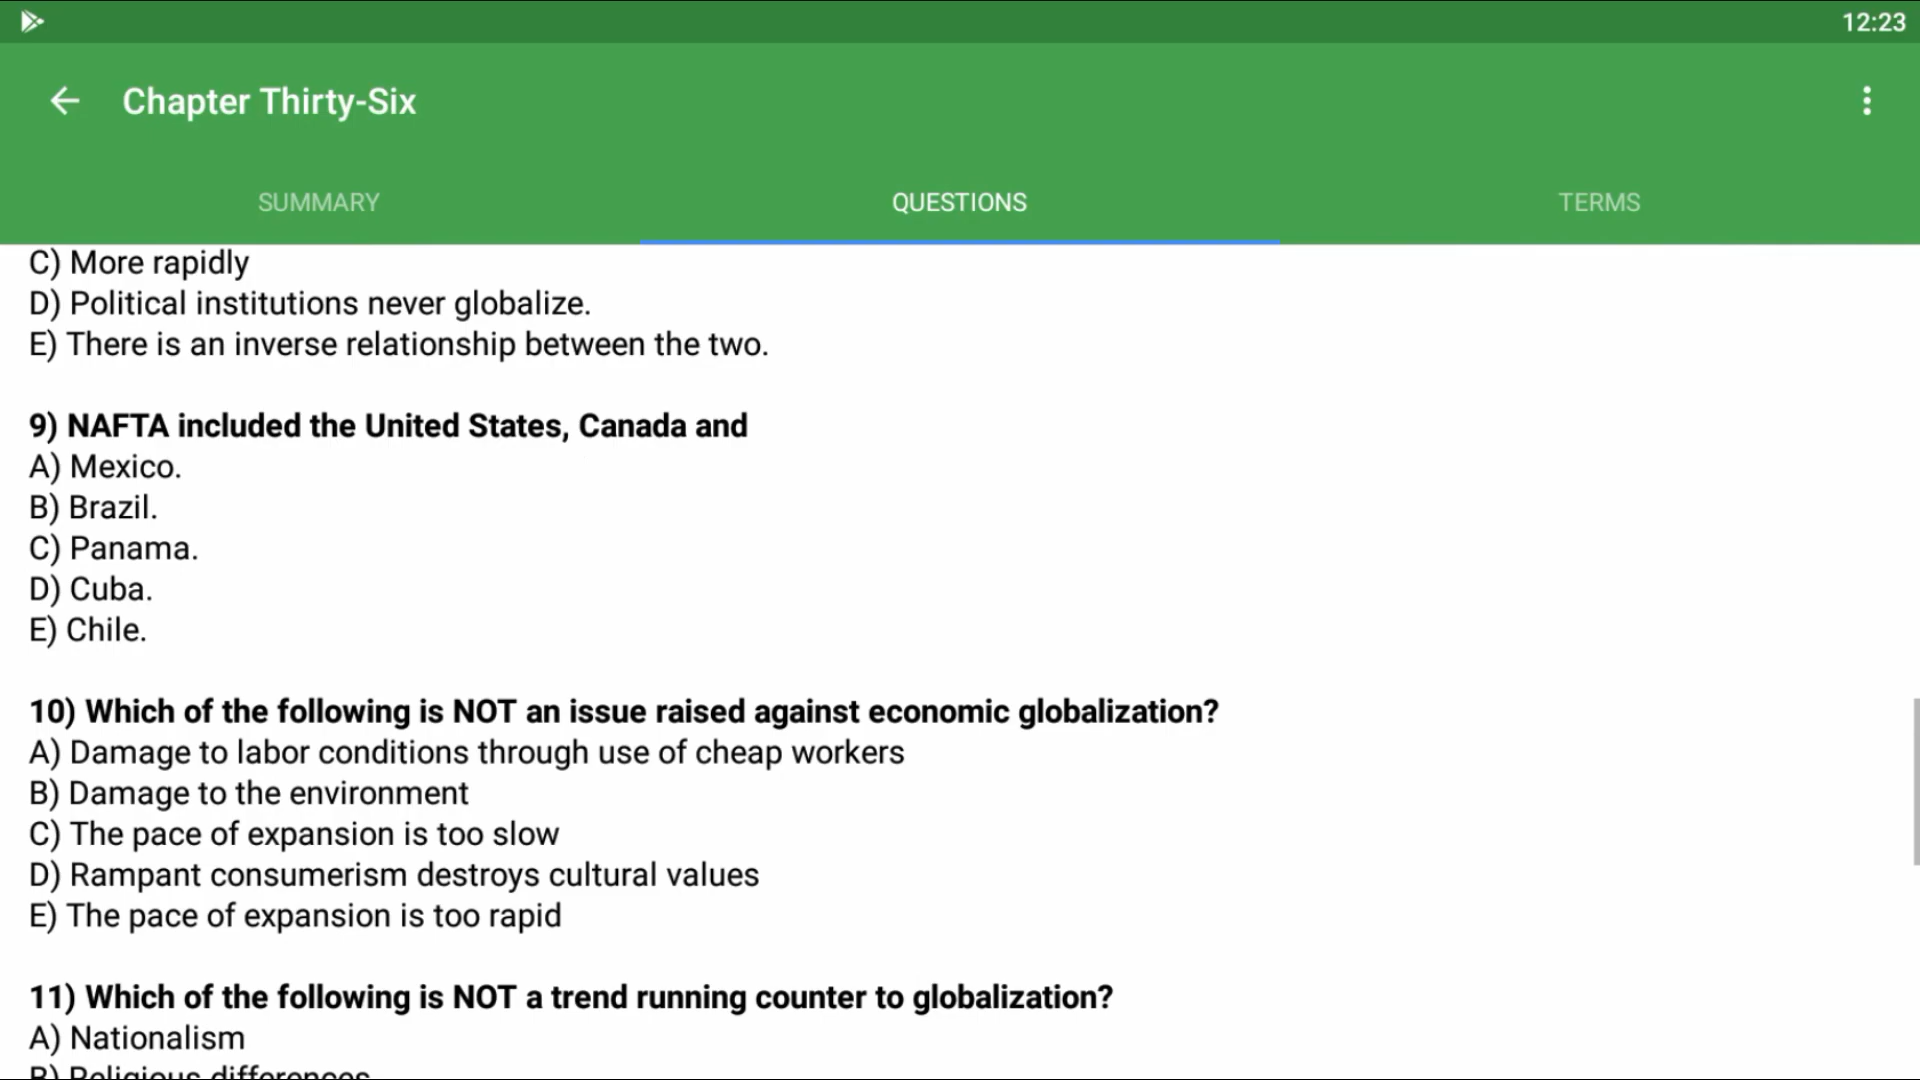 12:23
Chapter Thirty-Six
SUMMARY
QUESTIONS
TERMS
C) More rapidly
D) Political institutions never globalize.
E) There is an inverse relationship between the two.
9) NAFTA included the United States, Canada and
A) Mexico.
B) Brazil.
C) Panama.
D) Cuba.
E) Chile.
10) Which of the following is NOT an issue raised against economic globalization?
A) Damage to labor conditions through use of cheap workers
B) Damage to the environment
C) The pace of expansion is too slow
D) Rampant consumerism destroys cultural values
E) The pace of expansion is too rapid
11) Which of the following is NOT a trend running counter to globalization?
A) Nationalism
B) Religious differences